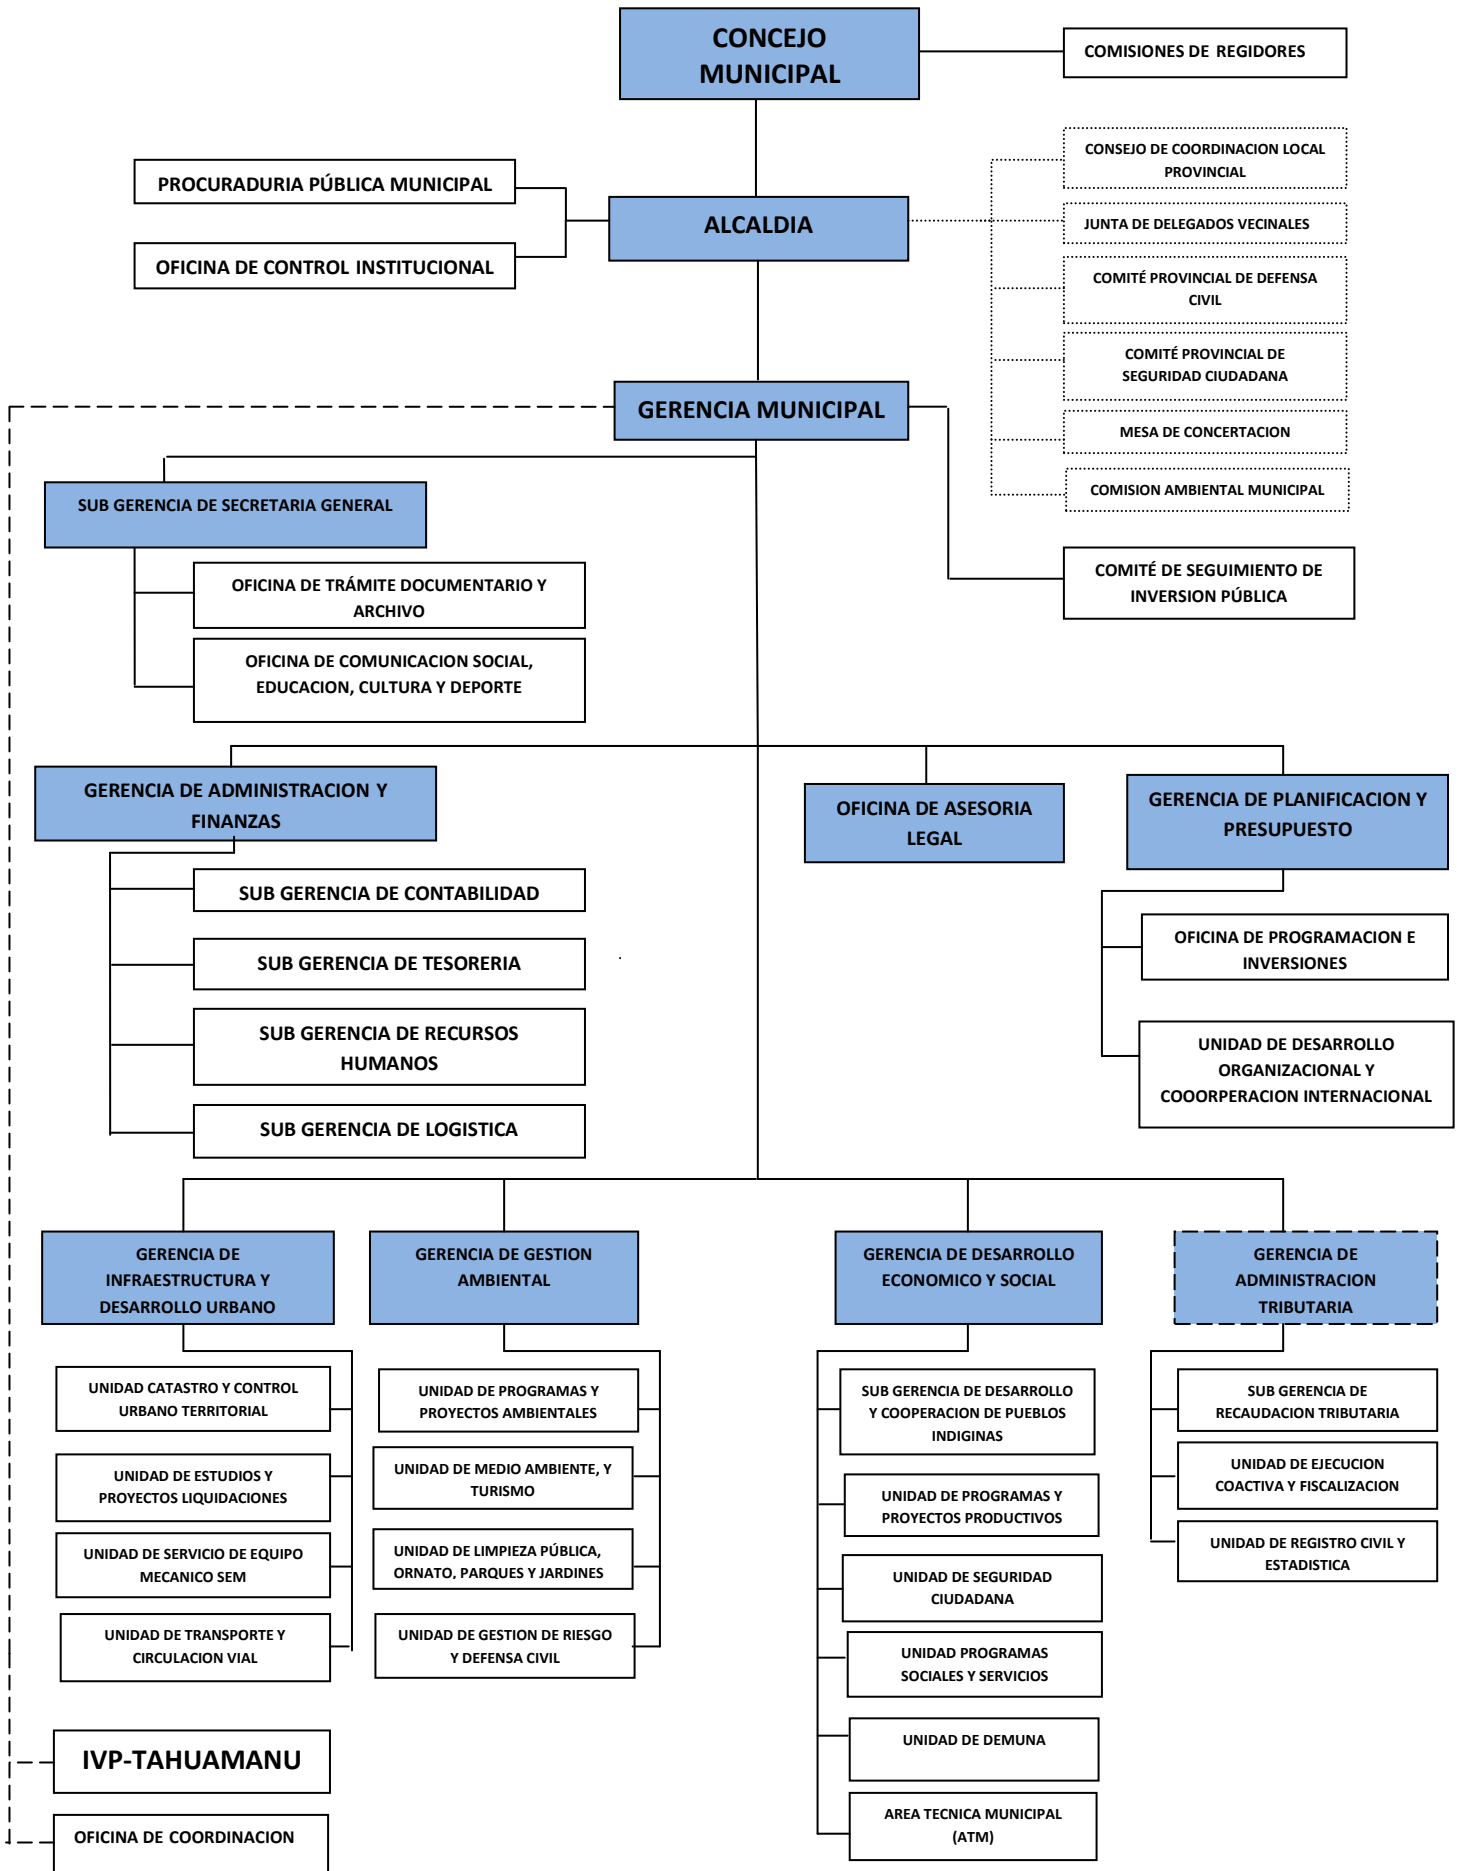 CONCEJO
MUNICIPAL
COMISIONES DE REGIDORES
CONSEJO DE COORDINACION LOCAL
PROVINCIAL
PROCURADURIA PÚBLICA MUNICIPAL
ALCALDIA
JUNTA DE DELEGADOS VECINALES
OFICINA DE CONTROL INSTITUCIONAL
COMITÉ PROVINCIAL DE DEFENSA
CIVIL
COMITÉ PROVINCIAL DE
SEGURIDAD CIUDADANA
GERENCIA MUNICIPAL
MESA DE CONCERTACION
COMISION AMBIENTAL MUNICIPAL
SUB GERENCIA DE SECRETARIA GENERAL
COMITÉ DE SEGUIMIENTO DE
INVERSION PÚBLICA
OFICINA DE TRÁMITE DOCUMENTARIO Y
ARCHIVO
OFICINA DE COMUNICACION SOCIAL,
EDUCACION, CULTURA Y DEPORTE
GERENCIA DE ADMINISTRACION Y
FINANZAS
OFICINA DE ASESORIA
LEGAL
GERENCIA DE PLANIFICACION Y
PRESUPUESTO
SUB GERENCIA DE CONTABILIDAD
SUB GERENCIA DE TESORERIA
SUB GERENCIA DE RECURSOS
HUMANOS
SUB GERENCIA DE LOGISTICA
OFICINA DE PROGRAMACION E
INVERSIONES
UNIDAD DE DESARROLLO
ORGANIZACIONAL Y
COOORPERACION INTERNACIONAL
GERENCIA DE
INFRAESTRUCTURA Y
DESARROLLO URBANO
GERENCIA DE GESTION
AMBIENTAL
GERENCIA DE DESARROLLO
ECONOMICO Y SOCIAL
GERENCIA DE
ADMINISTRACION
TRIBUTARIA
UNIDAD CATASTRO Y CONTROL
URBANO TERRITORIAL
UNIDAD DE ESTUDIOS Y
PROYECTOS LIQUIDACIONES
UNIDAD DE SERVICIO DE EQUIPO
MECANICO SEM
UNIDAD DE TRANSPORTE Y
CIRCULACION VIAL
UNIDAD DE PROGRAMAS Y
PROYECTOS AMBIENTALES
UNIDAD DE MEDIO AMBIENTE, Y
TURISMO
UNIDAD DE LIMPIEZA PÚBLICA,
ORNATO, PARQUES Y JARDINES
UNIDAD DE GESTION DE RIESGO
Y DEFENSA CIVIL
SUB GERENCIA DE DESARROLLO
Y COOPERACION DE PUEBLOS
INDIGINAS
UNIDAD DE PROGRAMAS Y
PROYECTOS PRODUCTIVOS
UNIDAD DE SEGURIDAD
CIUDADANA
UNIDAD PROGRAMAS
SOCIALES Y SERVICIOS
UNIDAD DE DEMUNA
AREA TECNICA MUNICIPAL
(ATM)
SUB GERENCIA DE
RECAUDACION TRIBUTARIA
UNIDAD DE EJECUCION
COACTIVA Y FISCALIZACION
UNIDAD DE REGISTRO CIVIL Y
ESTADISTICA
IVP-TAHUAMANU
OFICINA DE COORDINACION